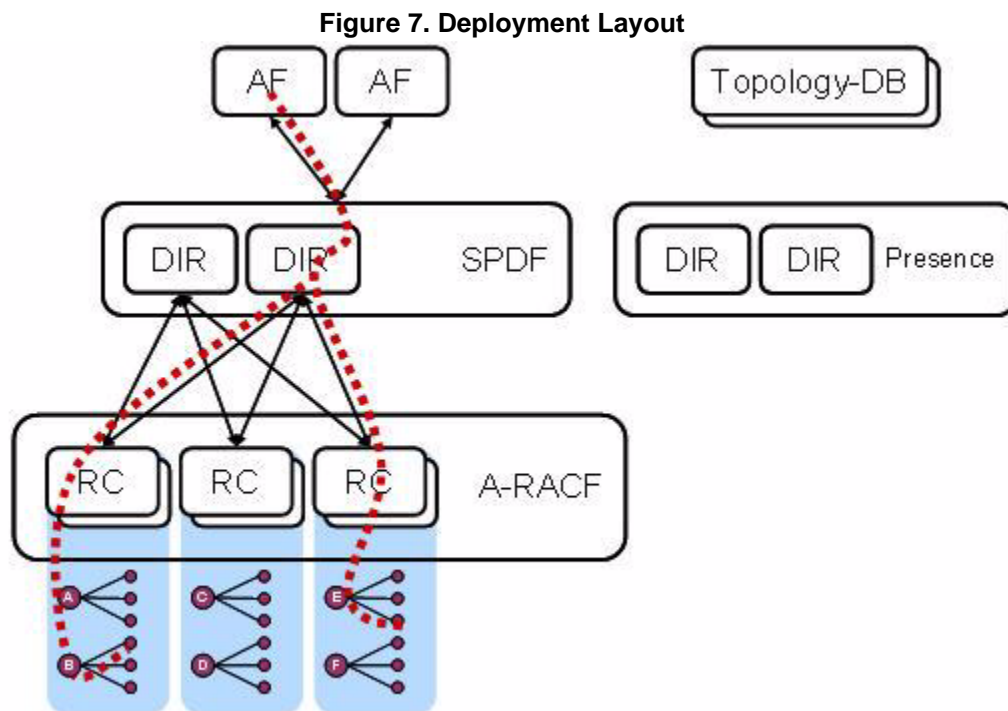 Figure 7. Deployment Layout
AF
AF
Topology-DB
DIR
DIR
SPDF
DIR
DIR
Presence
RC
RC
RC
A-RACF
A
C
E
B
D
F